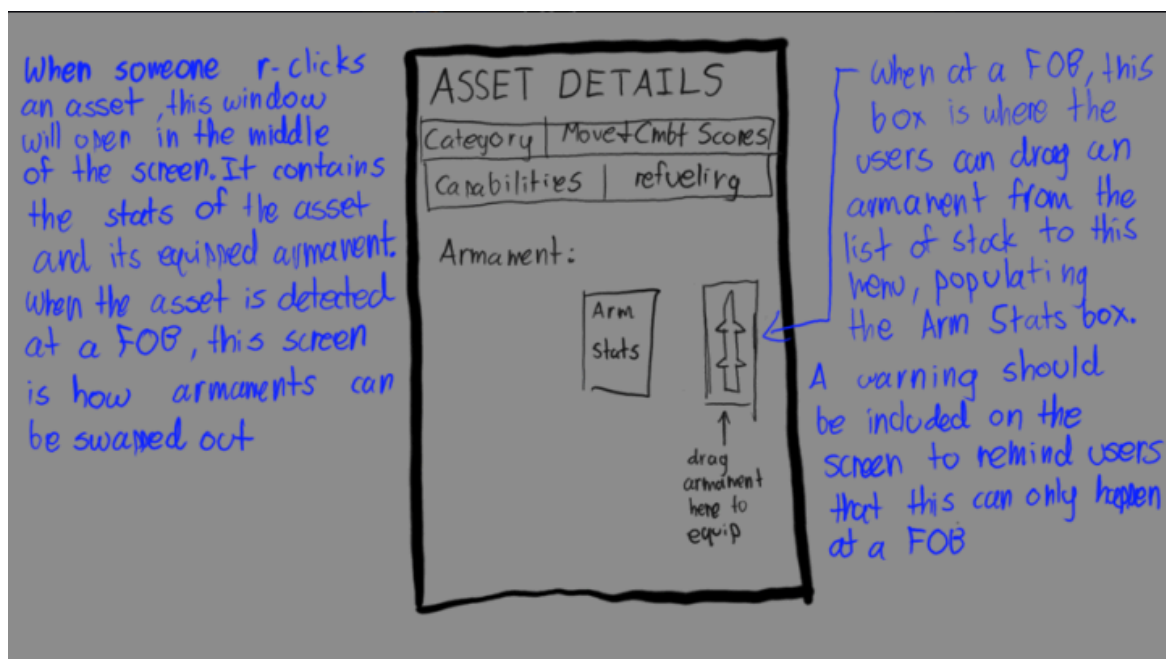 When someone r-clicks
an asset, this window
will open in the middle
of the screen. It contains
the stats of the asset
and its equipped armament.
When the asset is detected
at a FOB, this screen
is how armaments can
be swapped out
ASSET DETAILS
Category Move+Cmbt Scores
Capabilities refueling
Armament:
Arm
Stats
drag
armament
here to
equip
When at a FOB, this
box is where the
users can drag an
armament from the
list of stock to this
menu, populating
the Arm Stats box.
A warning should
be included on the
screen to remind users
that this can only happen
at a FOB